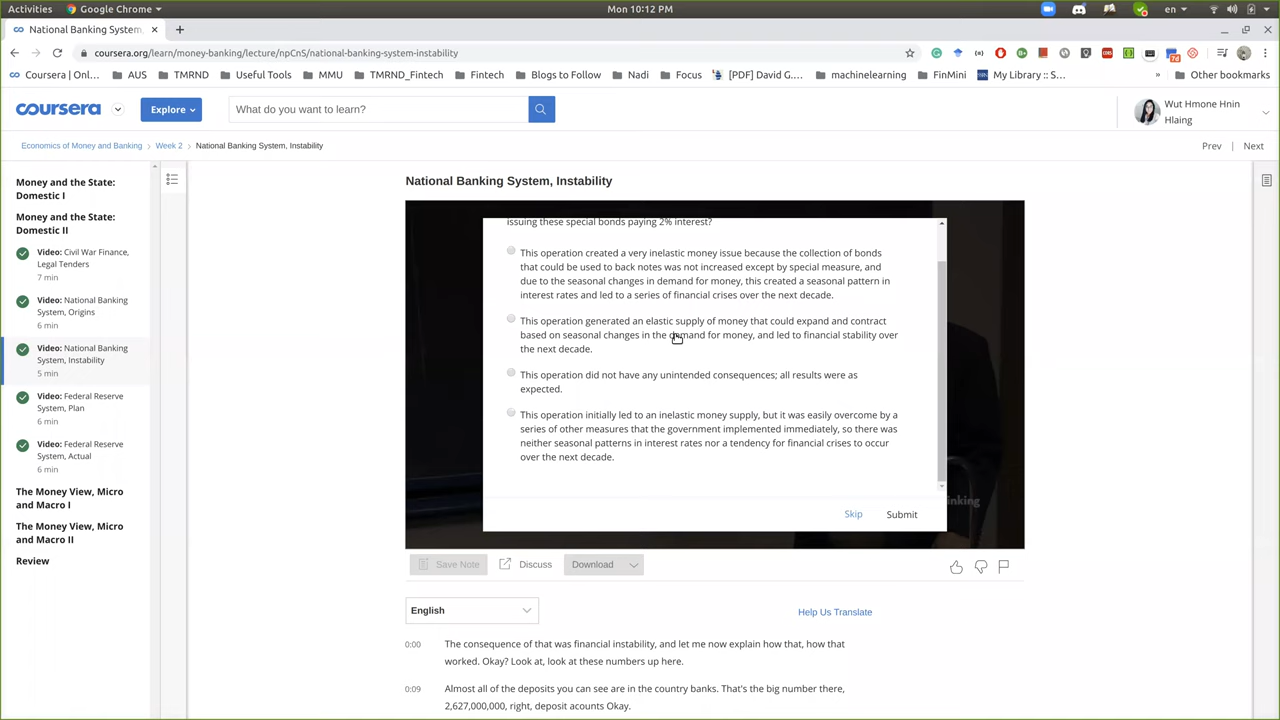 Activities
Google Chrome
Mon 10:12 PM
en
National Banking System,
coursera.org/learn/money-banking/lecture/npCnS/national-banking-system-instability
Coursera | Onl…
AUS
TMRND
Useful Tools
MMU
TMRND_Fintech
Fintech
Blogs to Follow
Nadi
Focus
[PDF] David G.…
machinelearning
FinMini
My Library :: S…
»
Other bookmarks
coursera
Explore
What do you want to learn?
Wut Hmone Hnin
Hlaing
Economics of Money and Banking
Week 2
National Banking System, Instability
Prev
Next
Money and the State:
Domestic I
Money and the State:
Domestic II
Video: Civil War Finance,
Legal Tenders
7 min
Video: National Banking
System, Origins
6 min
Video: National Banking
System, Instability
5 min
Video: Federal Reserve
System, Plan
6 min
Video: Federal Reserve
System, Actual
6 min
The Money View, Micro
and Macro I
The Money View, Micro
and Macro II
Review
National Banking System, Instability
issuing these special bonds paying 2% interest?
This operation created a very inelastic money issue because the collection of bonds
that could be used to back notes was not increased except by special measure, and
due to the seasonal changes in demand for money, this created a seasonal pattern in
interest rates and led to a series of financial crises over the next decade.
This operation generated an elastic supply of money that could expand and contract
based on seasonal changes in the demand for money, and led to financial stability over
the next decade.
This operation did not have any unintended consequences; all results were as
expected.
This operation initially led to an inelastic money supply, but it was easily overcome by a
series of other measures that the government implemented immediately, so there was
neither seasonal patterns in interest rates nor a tendency for financial crises to occur
over the next decade.
inking
Skip
Submit
Save Note
Discuss
Download
English
Help Us Translate
0:00
The consequence of that was financial instability, and let me now explain how that, how that
worked. Okay? Look at, look at these numbers up here.
0:09
Almost all of the deposits you can see are in the country banks. That's the big number there,
2,627,000,000, right, deposit acounts Okay.